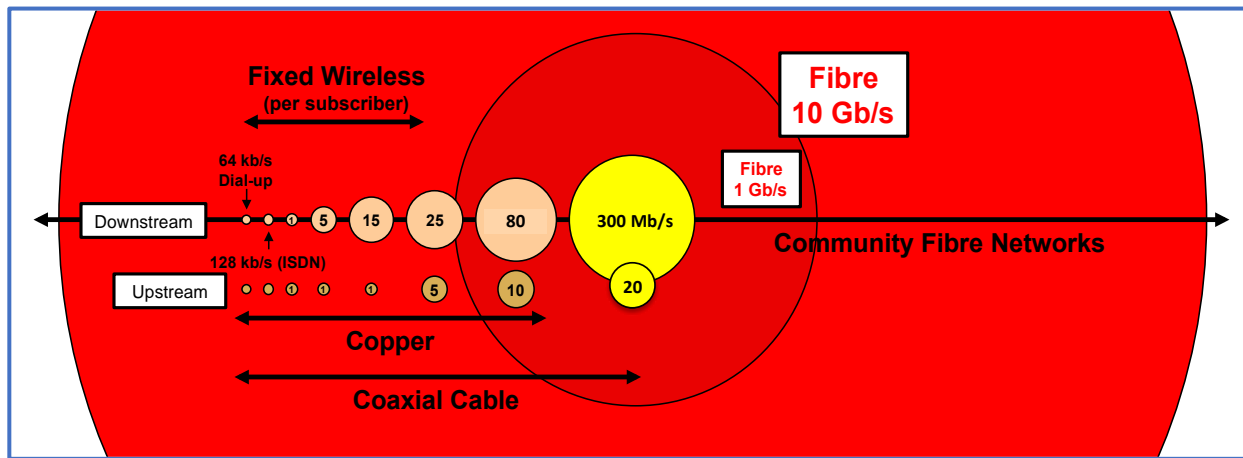 Fixed Wireless
(per subscriber)
Fibre
10 Gb/s
64 kb/s
Dial-up
Fibre
1 Gb/s
Downstream
1
5
15
25
80
300 Mb/s
Community Fibre Networks
128 kb/s (ISDN)
Upstream
1
1
1
5
10
20
Copper
Coaxial Cable